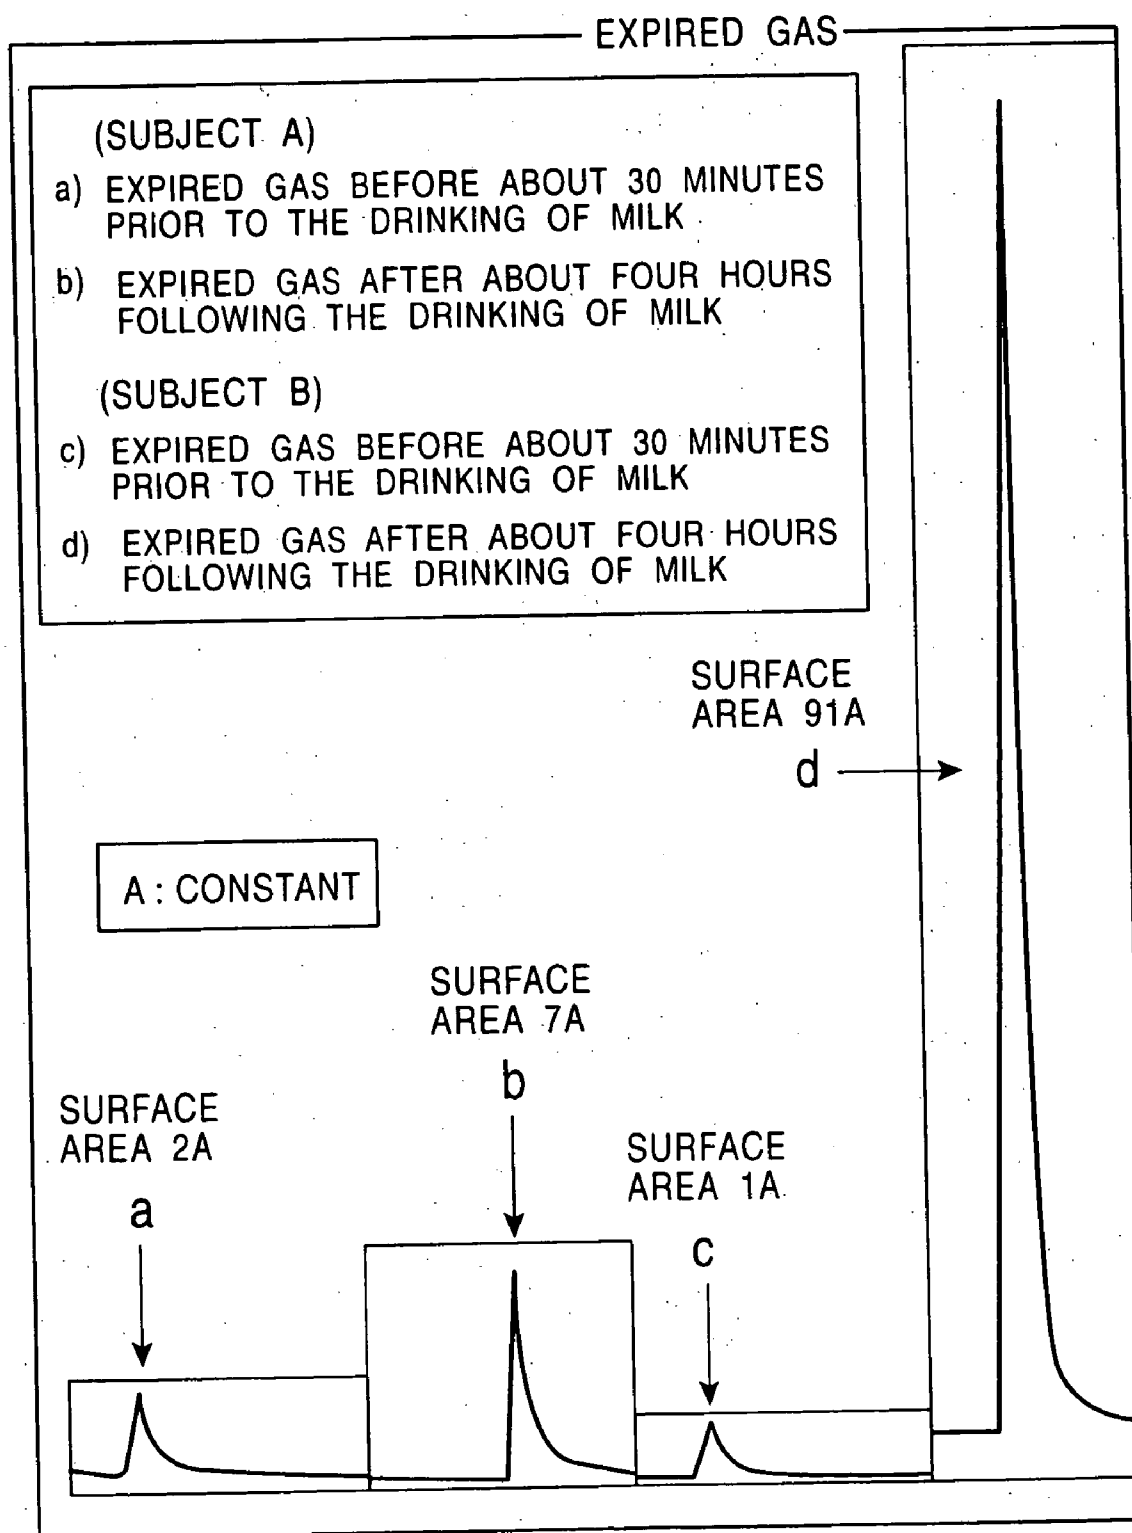 EXPIRED GAS
(SUBJECT A)
a) EXPIRED GAS BEFORE ABOUT 30 MINUTES
PRIOR TO THE DRINKING OF MILK
b) EXPIRED GAS AFTER ABOUT FOUR HOURS
FOLLOWING THE DRINKING OF MILK
(SUBJECT B)
c) EXPIRED GAS BEFORE ABOUT 30 MINUTES
PRIOR TO THE DRINKING OF MILK
d) EXPIRED GAS AFTER ABOUT FOUR HOURS
FOLLOWING THE DRINKING OF MILK
SURFACE
AREA 91A
d
A : CONSTANT
SURFACE
AREA 7A
b
SURFACE
AREA 2A
a
SURFACE
AREA 1A
c